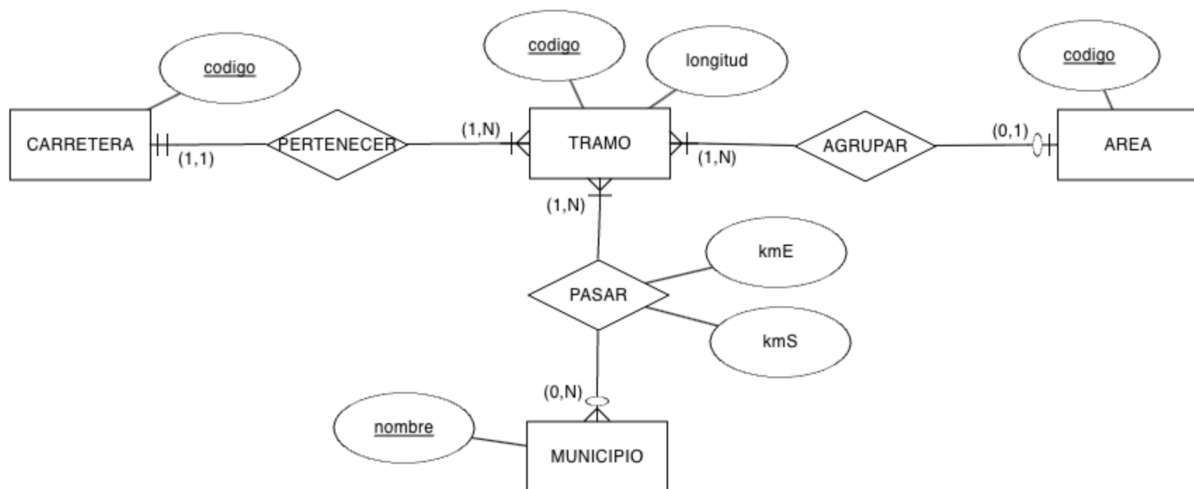 codigo
codigo
longitud
codigo
CARRETERA
(1,1)
PERTENECER
(1,N)
TRAMO
(1,N)
AGRUPAR
(0,1)
AREA
(1,N)
kmE
PASAR
kmS
(0,N)
nombre
MUNICIPIO